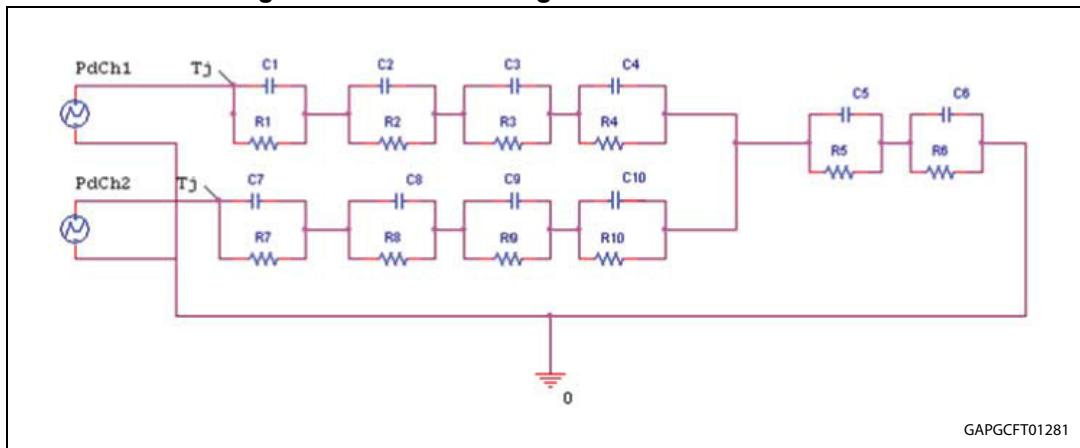 PdCh1 Tj C1 C2 C3 C4
R1 R2 R3 R4
C5 C6
R5 R6
PdCh2 Tj C7 C8 C9 C10
R7 R8 R9 R10
0
GAPGCFT01281